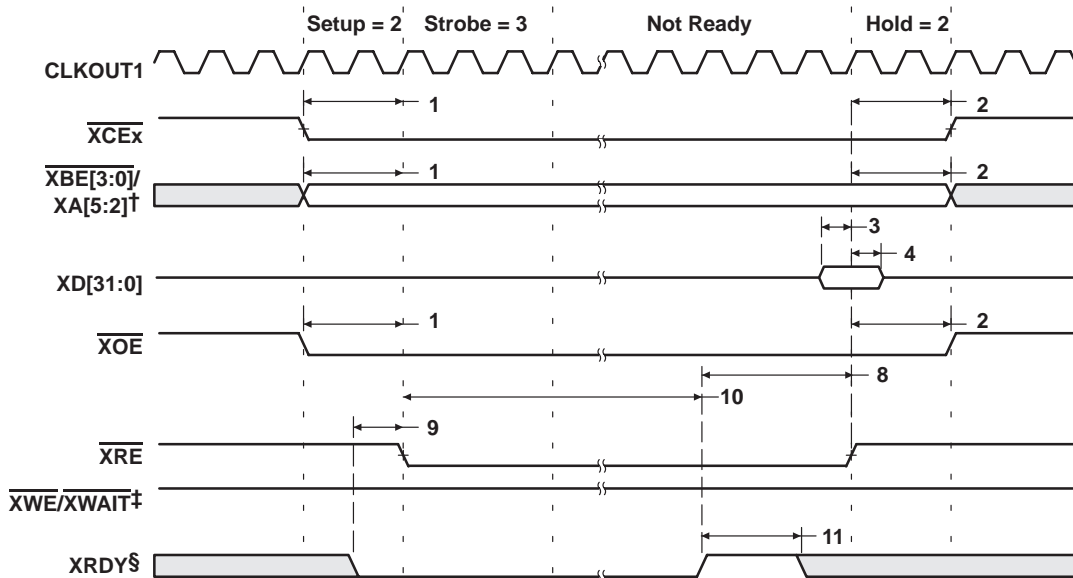 Setup = 2 Strobe = 3 Not Ready Hold = 2
CLKOUT1
1 2
XCEx
XBE[3:0]/ 1 2
XA[5:2]†
3
4
XD[31:0]
1 2
XOE
8
10
9
XRE
XWE/XWAIT‡
11
XRDY§